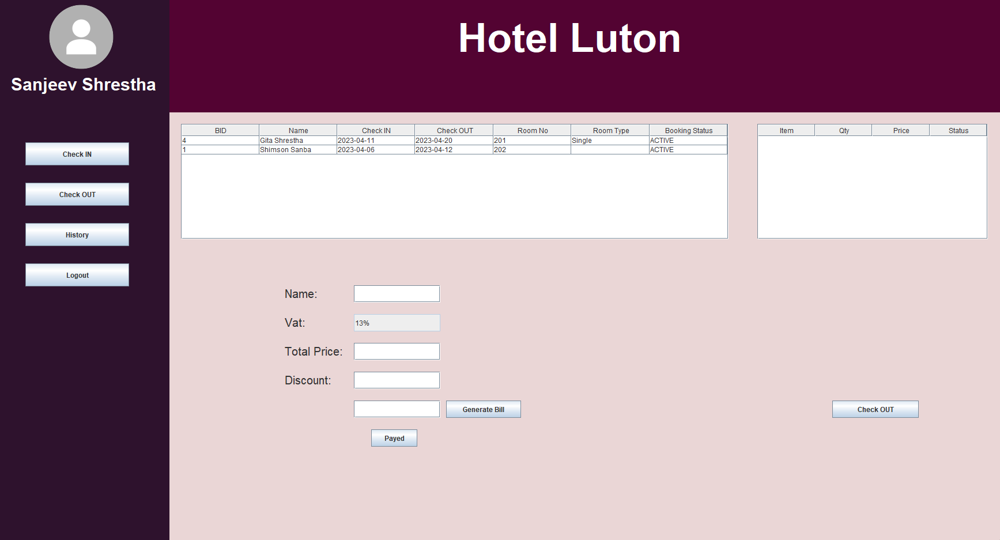 Hotel Luton
Sanjeev Shrestha
Check IN
Check OUT
History
Logout
BID Name Check IN Check OUT Room No Room Type Booking Status
4 Gita Shrestha 2023-04-11 2023-04-20 201 Single ACTIVE
1 Shimson Sanba 2023-04-06 2023-04-12 202 ACTIVE
Item Qty Price Status
Name:
Vat: 13%
Total Price:
Discount:
Generate Bill
Check OUT
Payed